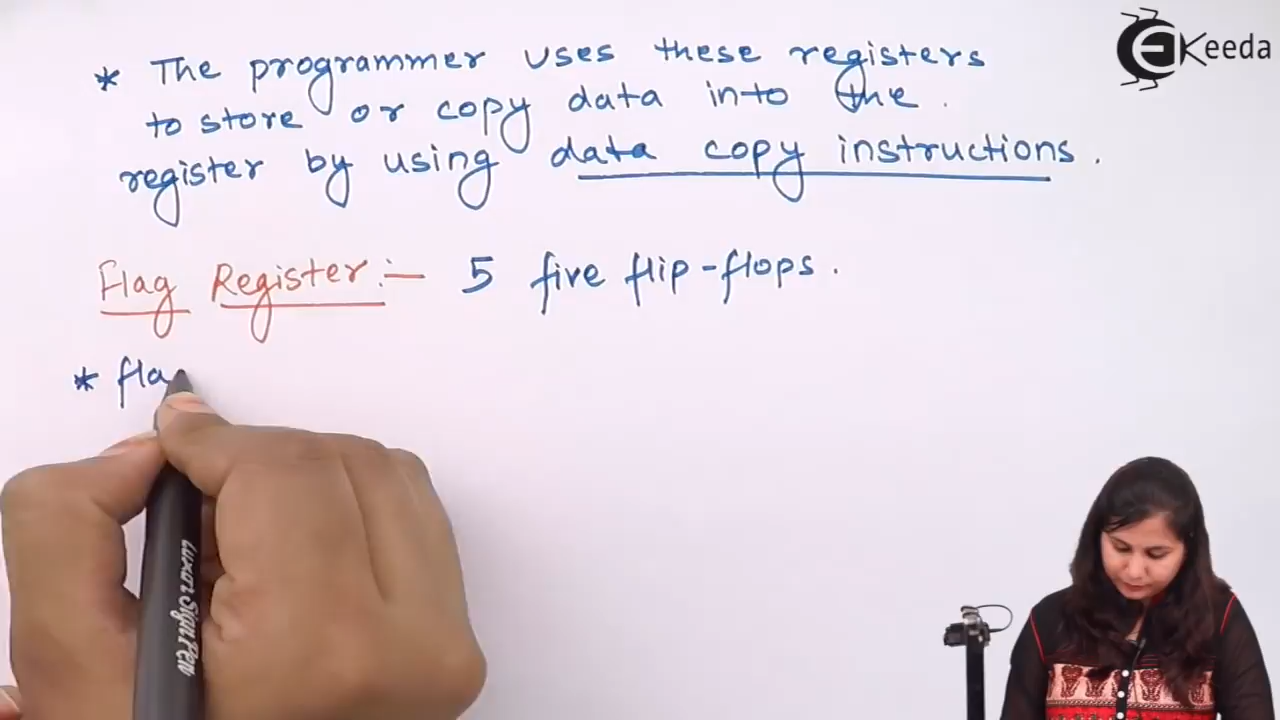 * The programmer uses these registers
to store or copy data into the .
register by using data copy instructions.
Flag Register:- 5 five flip-flops.
* fla
Luxor Sign Pen
EKeeda